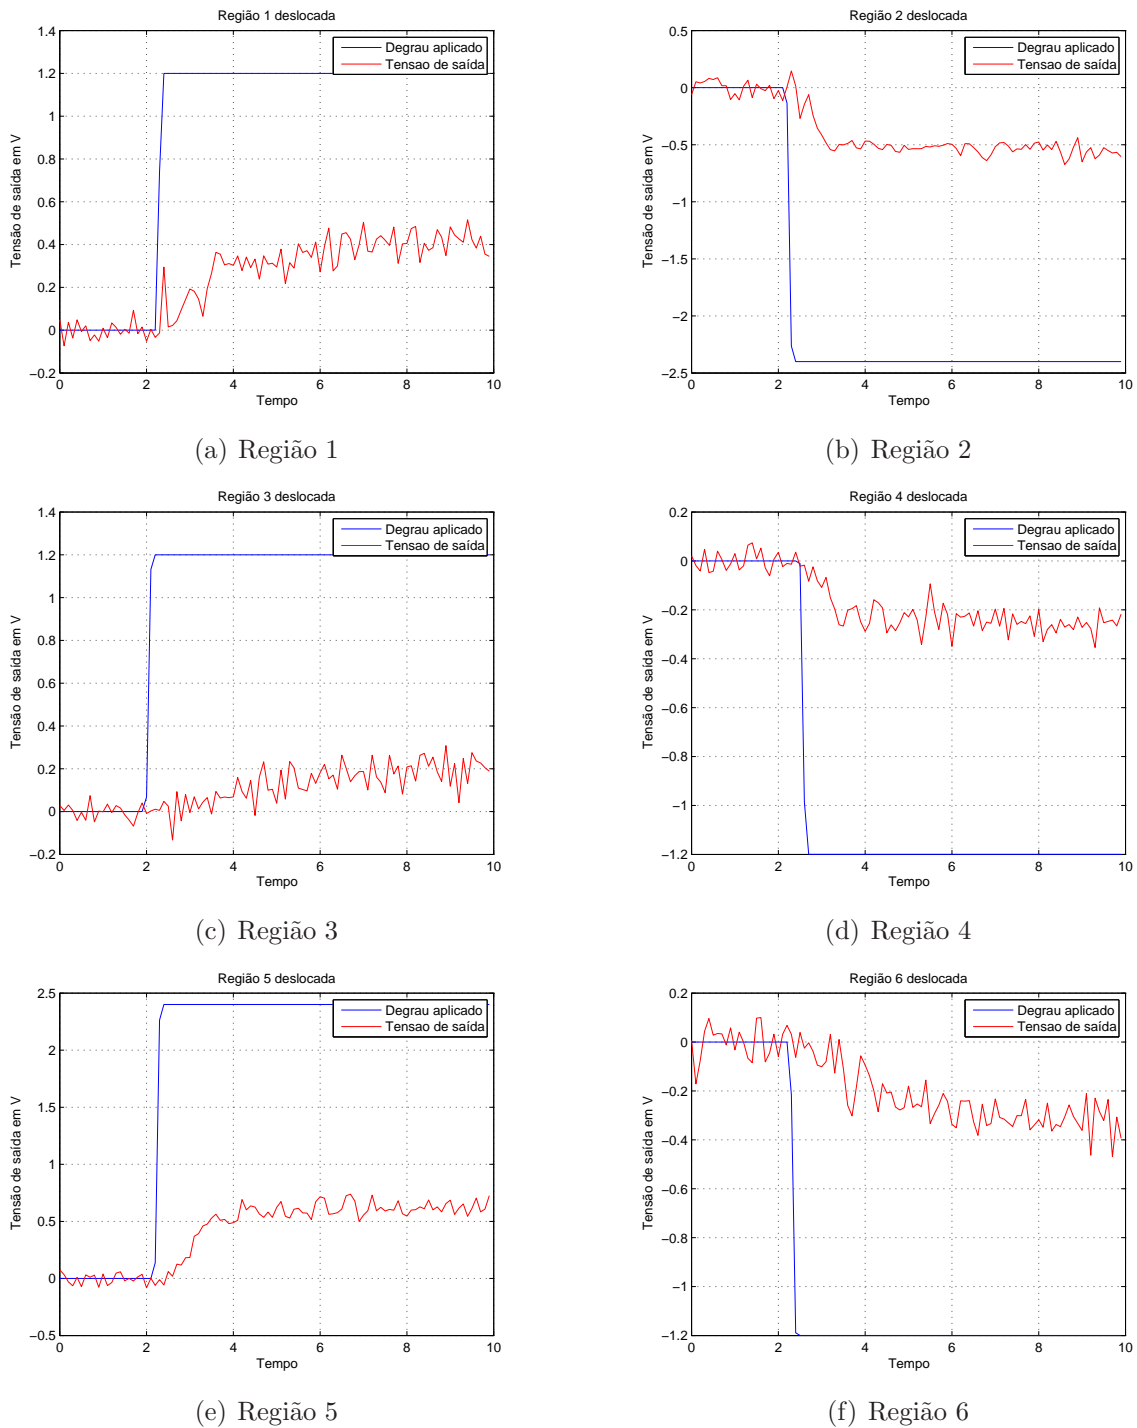 Região 1 deslocada
1.4
1.2
1
0.8
0.6
0.4
0.2
0
−0.2
Tensão de saída em V
Degrau aplicado
Tensao de saída
0 2 4 6 8 10
Tempo
(a) Região 1
Região 2 deslocada
0.5
0
−0.5
−1
−1.5
−2
−2.5
Tensão de saída em V
Degrau aplicado
Tensao de saída
0 2 4 6 8 10
Tempo
(b) Região 2
Região 3 deslocada
1.4
1.2
1
0.8
0.6
0.4
0.2
0
−0.2
Tensão de saída em V
Degrau aplicado
Tensao de saída
0 2 4 6 8 10
Tempo
(c) Região 3
Região 4 deslocada
0.2
0
−0.2
−0.4
−0.6
−0.8
−1
−1.2
Tensão de saída em V
Degrau aplicado
Tensao de saída
0 2 4 6 8 10
Tempo
(d) Região 4
Região 5 deslocada
2.5
2
1.5
1
0.5
0
−0.5
Tensão de saída em V
Degrau aplicado
Tensao de saída
0 2 4 6 8 10
Tempo
(e) Região 5
Região 6 deslocada
0.2
0
−0.2
−0.4
−0.6
−0.8
−1
−1.2
Tensão de saída em V
Degrau aplicado
Tensao de saída
0 2 4 6 8 10
Tempo
(f) Região 6